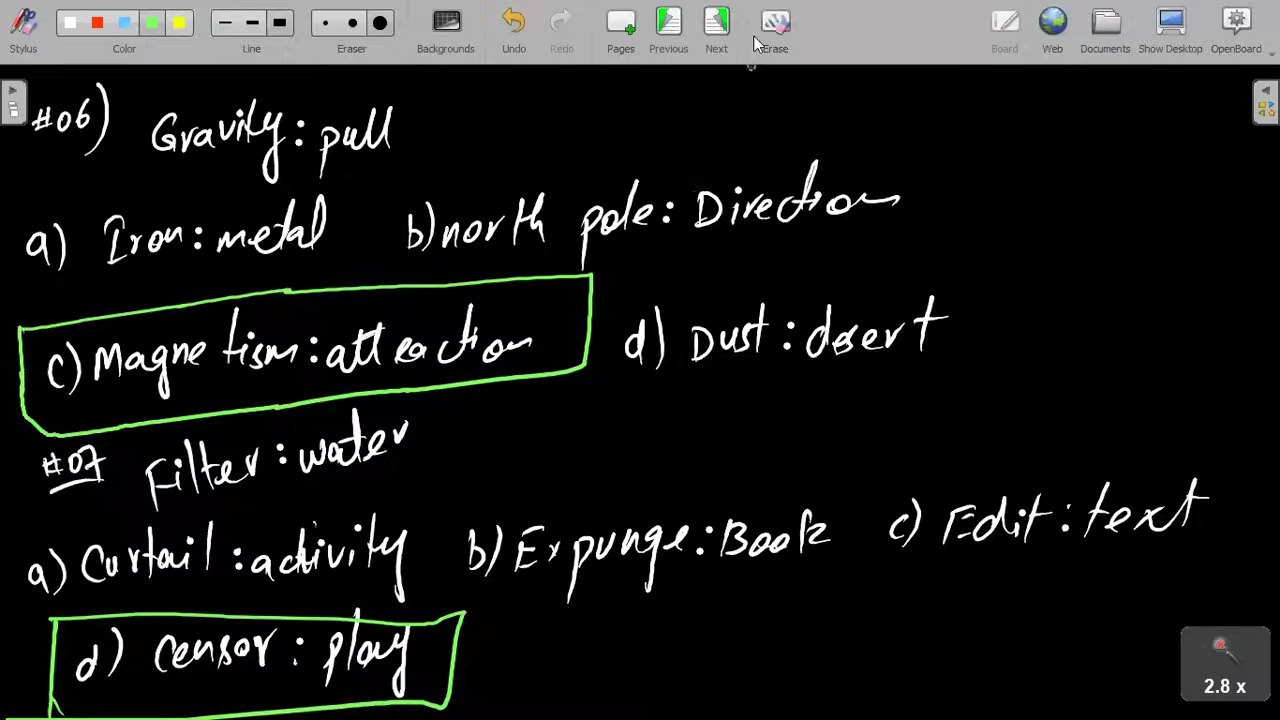 Stylus Color Line Eraser Backgrounds Undo Redo Pages Previous Next Erase Board Web Documents Show Desktop OpenBoard
#06) Gravity : pull
a) Iron : metal b) north pole : Direction
c) Magnetism : attraction d) Dust : desert
#07 Filter : water
a) Curtail : activity b) Expunge : Book c) Edit : text
d) censor : play
2.8 x